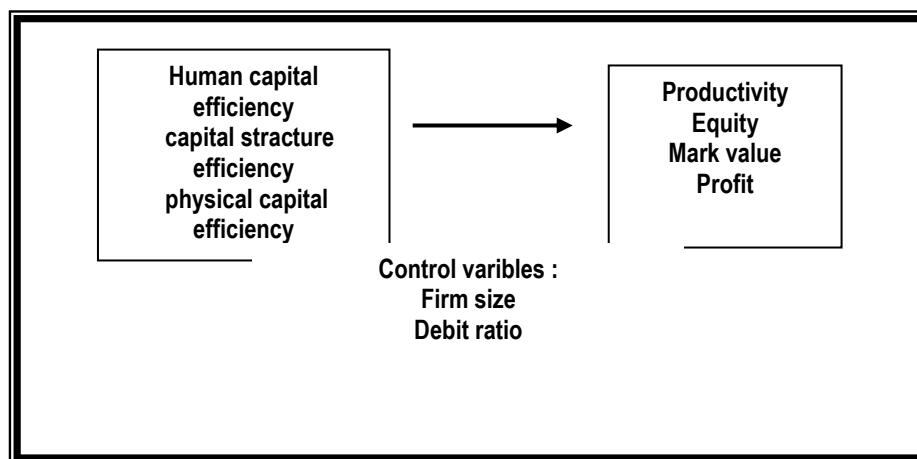 Human capital
efficiency
capital stracture
efficiency
physical capital
efficiency
Productivity
Equity
Mark value
Profit
Control varibles :
Firm size
Debit ratio